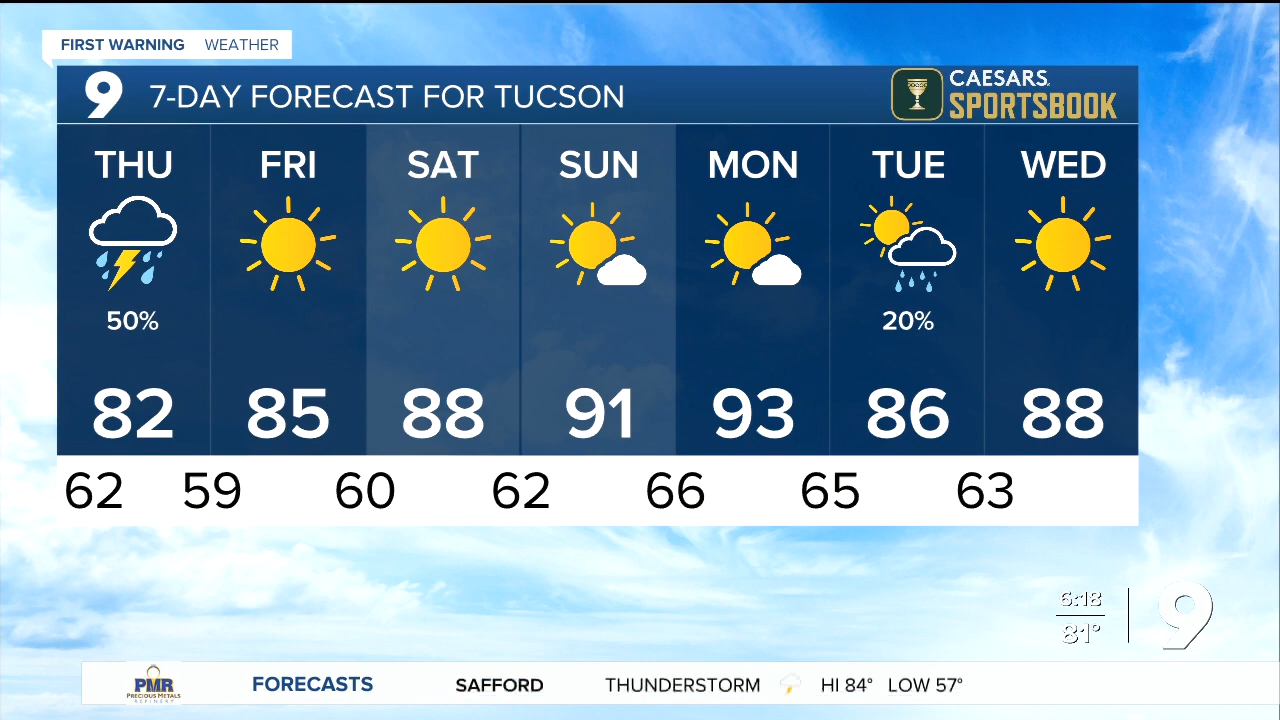 FIRST WARNING WEATHER
9 7-DAY FORECAST FOR TUCSON
CAESARS
SPORTSBOOK
THU FRI SAT SUN MON TUE WED
50% 20%
82 85 88 91 93 86 88
62 59 60 62 66 65 63
6:18
81°
9
PMR
PRECIOUS METALS
REFINERY
FORECASTS SAFFORD THUNDERSTORM HI 84° LOW 57°